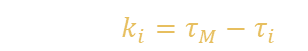 k_i = τ_M − τ_i